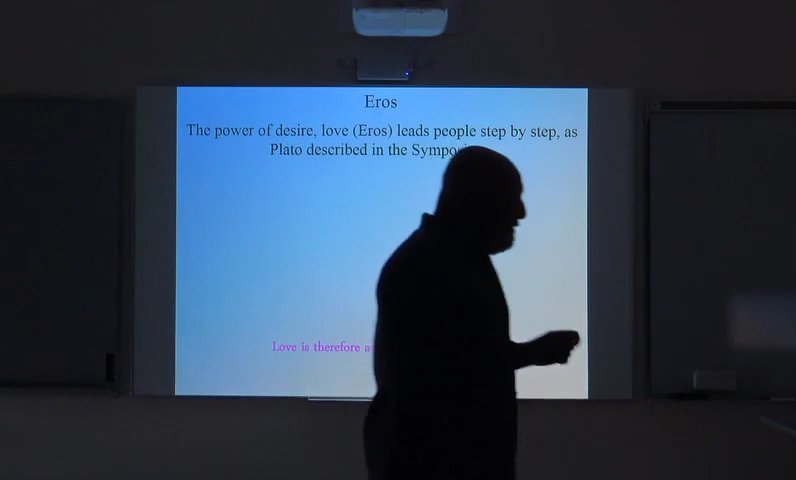 Eros
The power of desire, love (Eros) leads people step by step, as
Plato described in the
Love is therefore